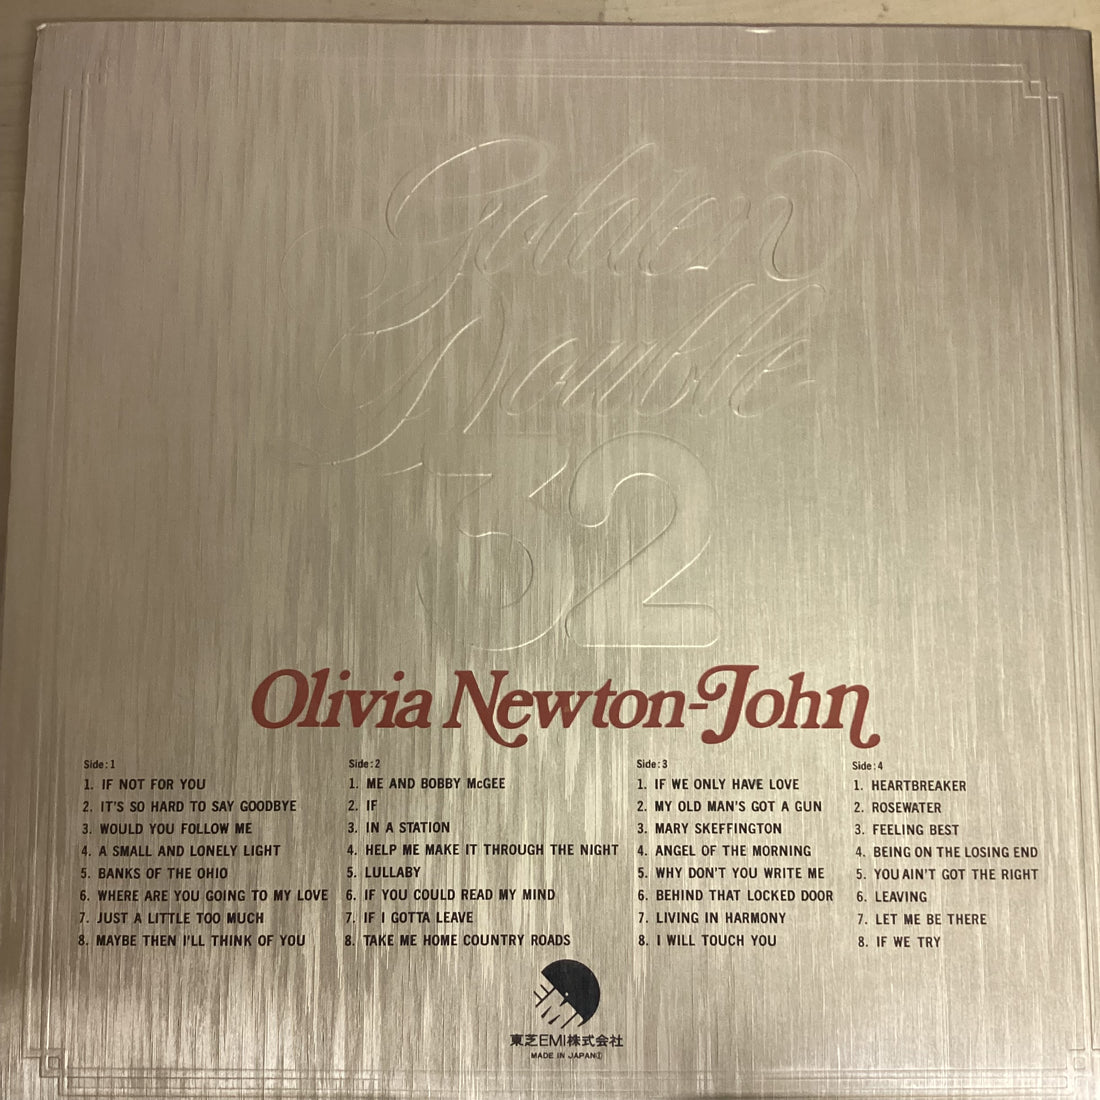 Golden
Double
32
Olivia Newton-John
Side:1
1. IF NOT FOR YOU
2. IT'S SO HARD TO SAY GOODBYE
3. WOULD YOU FOLLOW ME
4. A SMALL AND LONELY LIGHT
5. BANKS OF THE OHIO
6. WHERE ARE YOU GOING TO MY LOVE
7. JUST A LITTLE TOO MUCH
8. MAYBE THEN I'LL THINK OF YOU
Side:2
1. ME AND BOBBY McGEE
2. IF
3. IN A STATION
4. HELP ME MAKE IT THROUGH THE NIGHT
5. LULLABY
6. IF YOU COULD READ MY MIND
7. IF I GOTTA LEAVE
8. TAKE ME HOME COUNTRY ROADS
Side:3
1. IF WE ONLY HAVE LOVE
2. MY OLD MAN'S GOT A GUN
3. MARY SKEFFINGTON
4. ANGEL OF THE MORNING
5. WHY DON'T YOU WRITE ME
6. BEHIND THAT LOCKED DOOR
7. LIVING IN HARMONY
8. I WILL TOUCH YOU
Side:4
1. HEARTBREAKER
2. ROSEWATER
3. FEELING BEST
4. BEING ON THE LOSING END
5. YOU AIN'T GOT THE RIGHT
6. LEAVING
7. LET ME BE THERE
8. IF WE TRY
東芝EMI株式会社
MADE IN JAPANⓉ